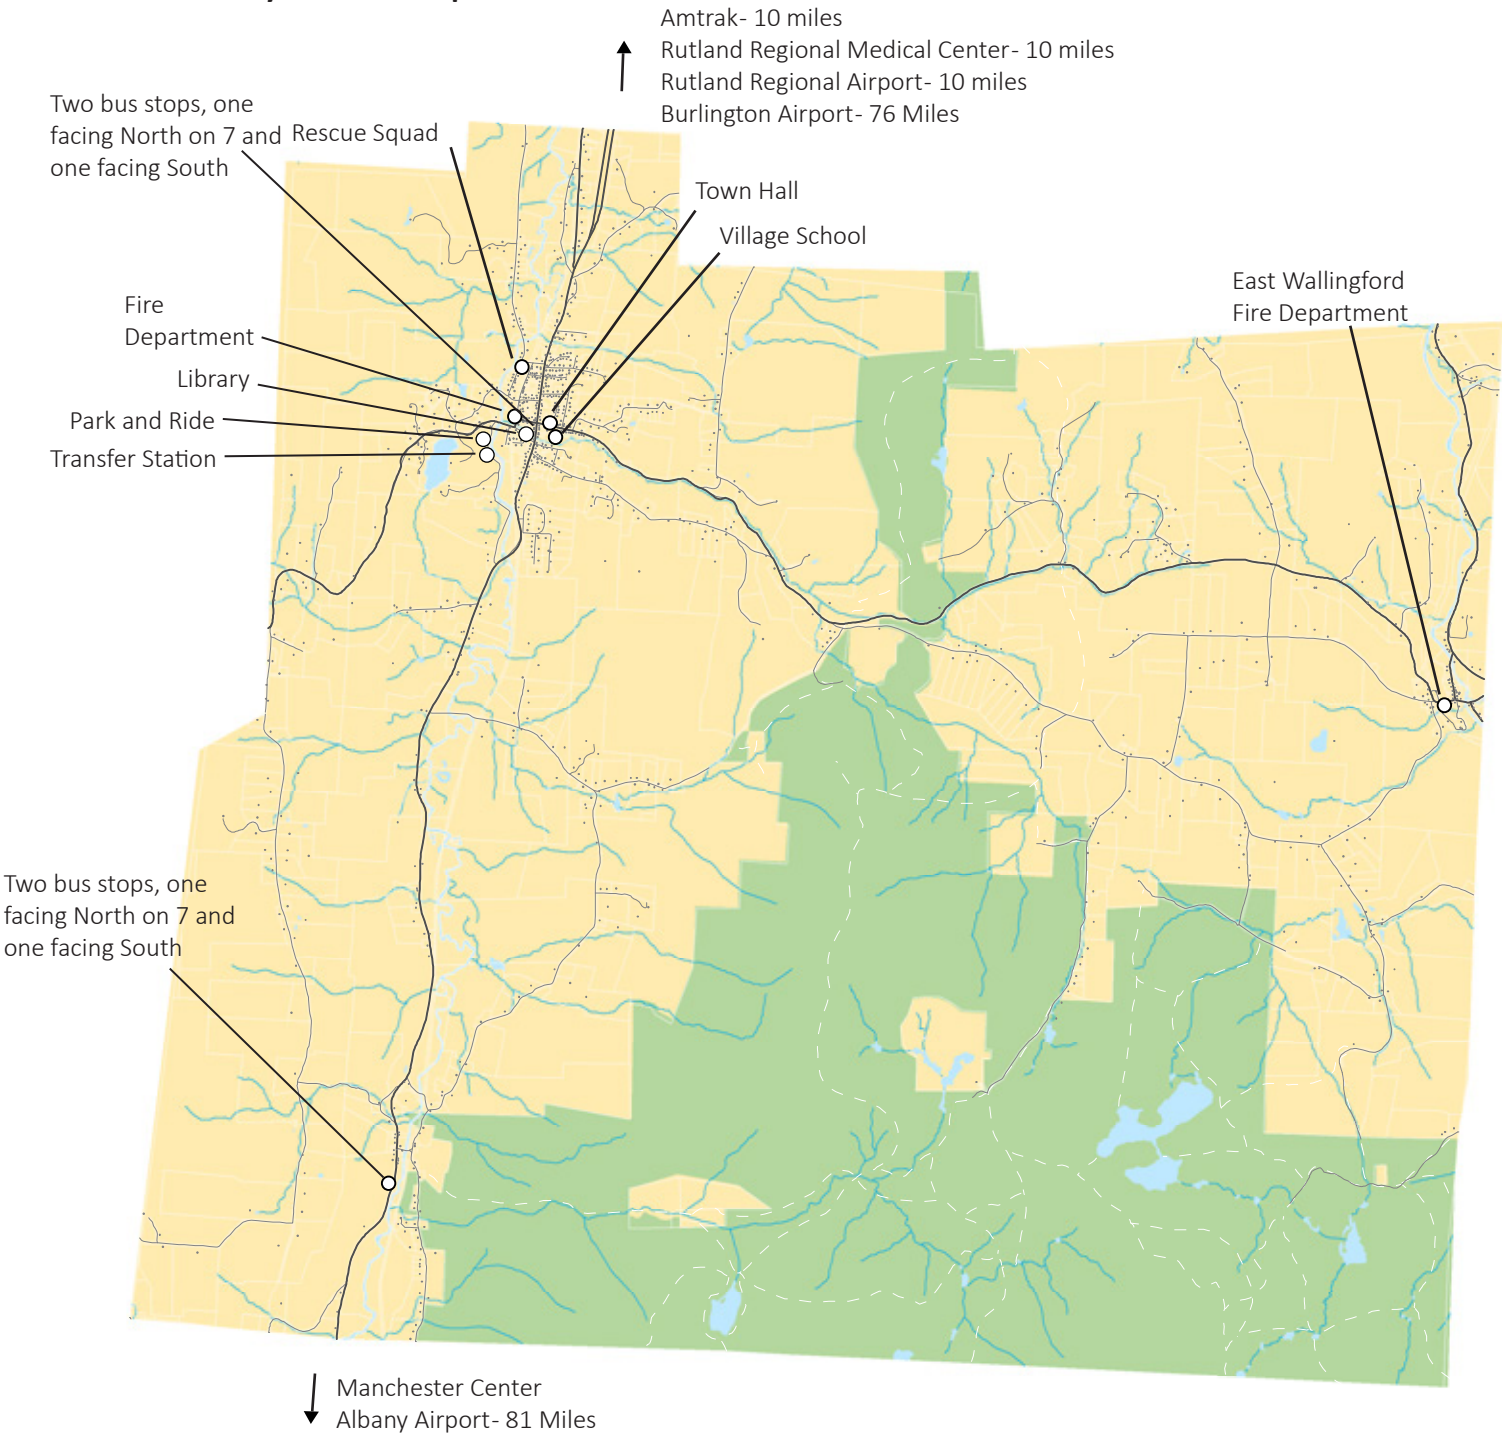 Amtrak- 10 miles
Rutland Regional Medical Center- 10 miles
Rutland Regional Airport- 10 miles
Burlington Airport- 76 Miles
Two bus stops, one
facing North on 7 and
one facing South
Rescue Squad
Town Hall
Village School
East Wallingford
Fire Department
Fire
Department
Library
Park and Ride
Transfer Station
Two bus stops, one
facing North on 7 and
one facing South
Manchester Center
Albany Airport- 81 Miles